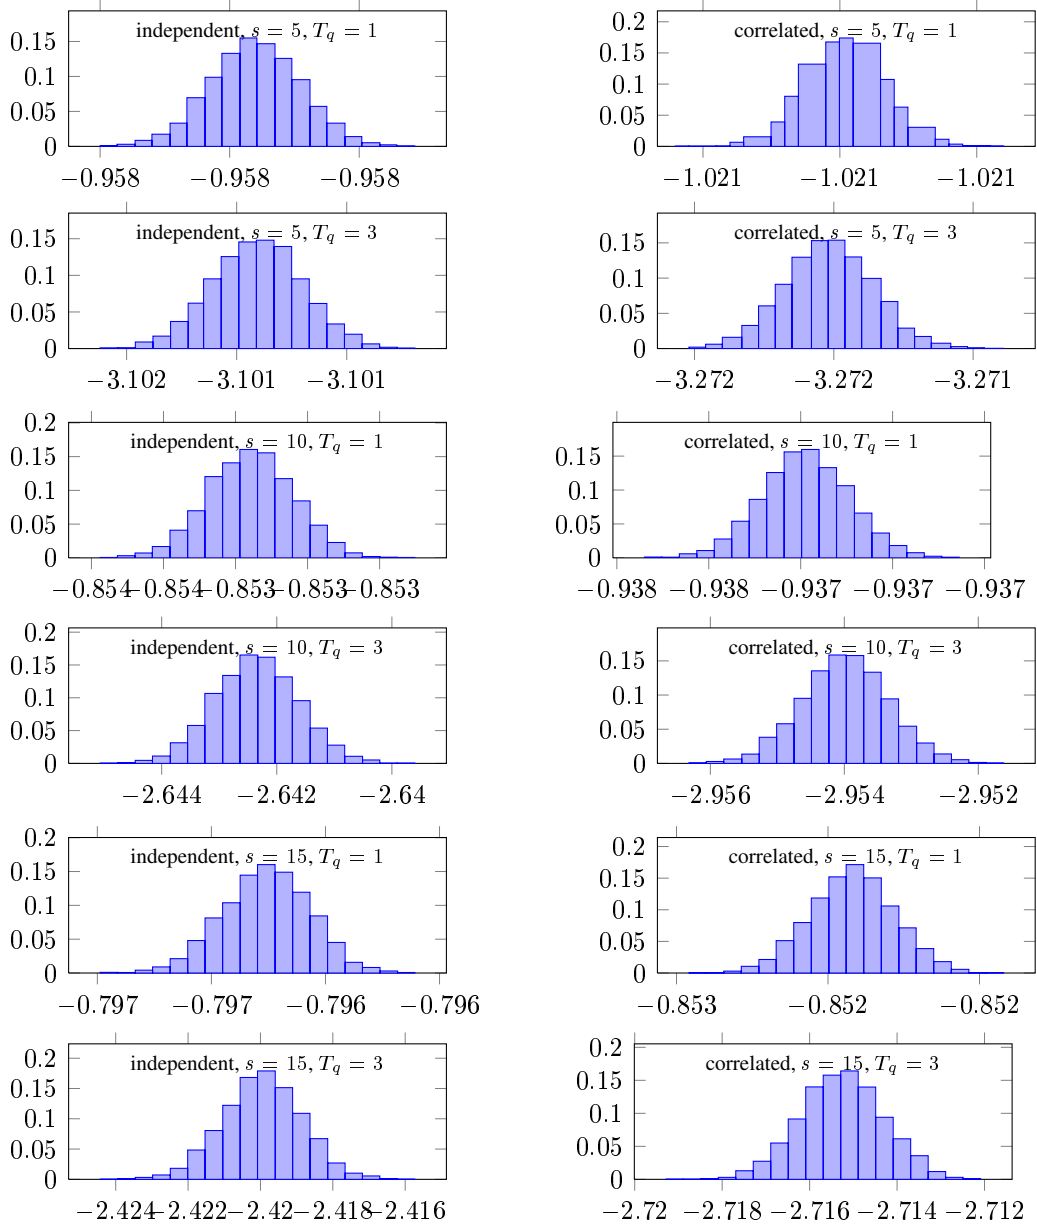 independent, s = 5, T_q = 1
0.15
0.1
0.05
0
−0.958 −0.958 −0.958
correlated, s = 5, T_q = 1
0.2
0.15
0.1
0.05
0
−1.021 −1.021 −1.021
independent, s = 5, T_q = 3
0.15
0.1
0.05
0
−3.102 −3.101 −3.101
correlated, s = 5, T_q = 3
0.15
0.1
0.05
0
−3.272 −3.272 −3.271
independent, s = 10, T_q = 1
0.2
0.15
0.1
0.05
0
−0.854 −0.854 −0.853 −0.853 −0.853
correlated, s = 10, T_q = 1
0.15
0.1
0.05
0
−0.938 −0.938 −0.937 −0.937 −0.937
independent, s = 10, T_q = 3
0.2
0.15
0.1
0.05
0
−2.644 −2.642 −2.64
correlated, s = 10, T_q = 3
0.15
0.1
0.05
0
−2.956 −2.954 −2.952
independent, s = 15, T_q = 1
0.2
0.15
0.1
0.05
0
−0.797 −0.797 −0.796 −0.796
correlated, s = 15, T_q = 1
0.2
0.15
0.1
0.05
0
−0.853 −0.852 −0.852
independent, s = 15, T_q = 3
0.2
0.15
0.1
0.05
0
−2.424 −2.422 −2.42 −2.418 −2.416
correlated, s = 15, T_q = 3
0.2
0.15
0.1
0.05
0
−2.72 −2.718 −2.716 −2.714 −2.712